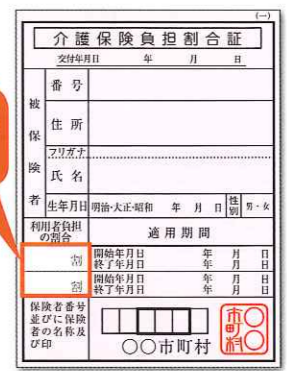 (一)
介護保険負担割合証
交付年月日 年 月 日
被保険者
番号
住所
フリガナ
氏名
生年月日 明治・大正・昭和 年 月 日 性別 男・女
利用者負担の割合
適用期間
割
開始年月日 年 月 日
終了年月日 年 月 日
割
開始年月日 年 月 日
終了年月日 年 月 日
保険者番号
並びに保険
者の名称及
び印
〇〇市町村
〇〇市町村印